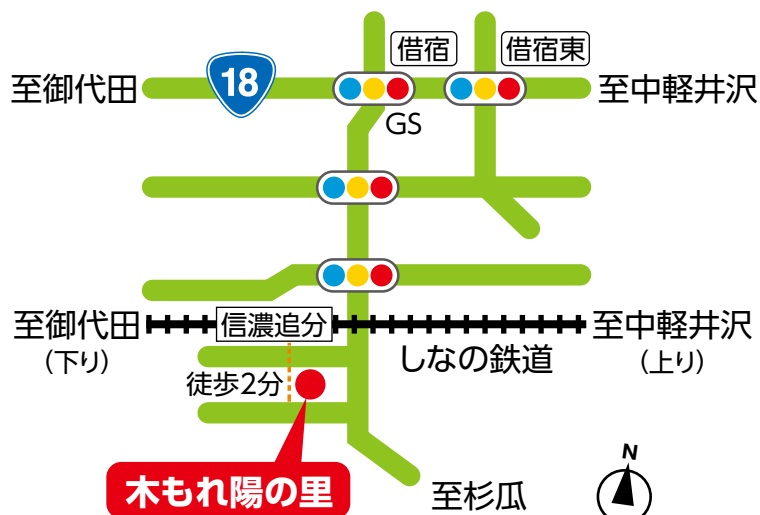 借宿
借宿東
至御代田
18
至中軽井沢
GS
至御代田
(下り)
信濃追分
至中軽井沢
(上り)
しなの鉄道
徒歩2分
木もれ陽の里
至杉瓜
N